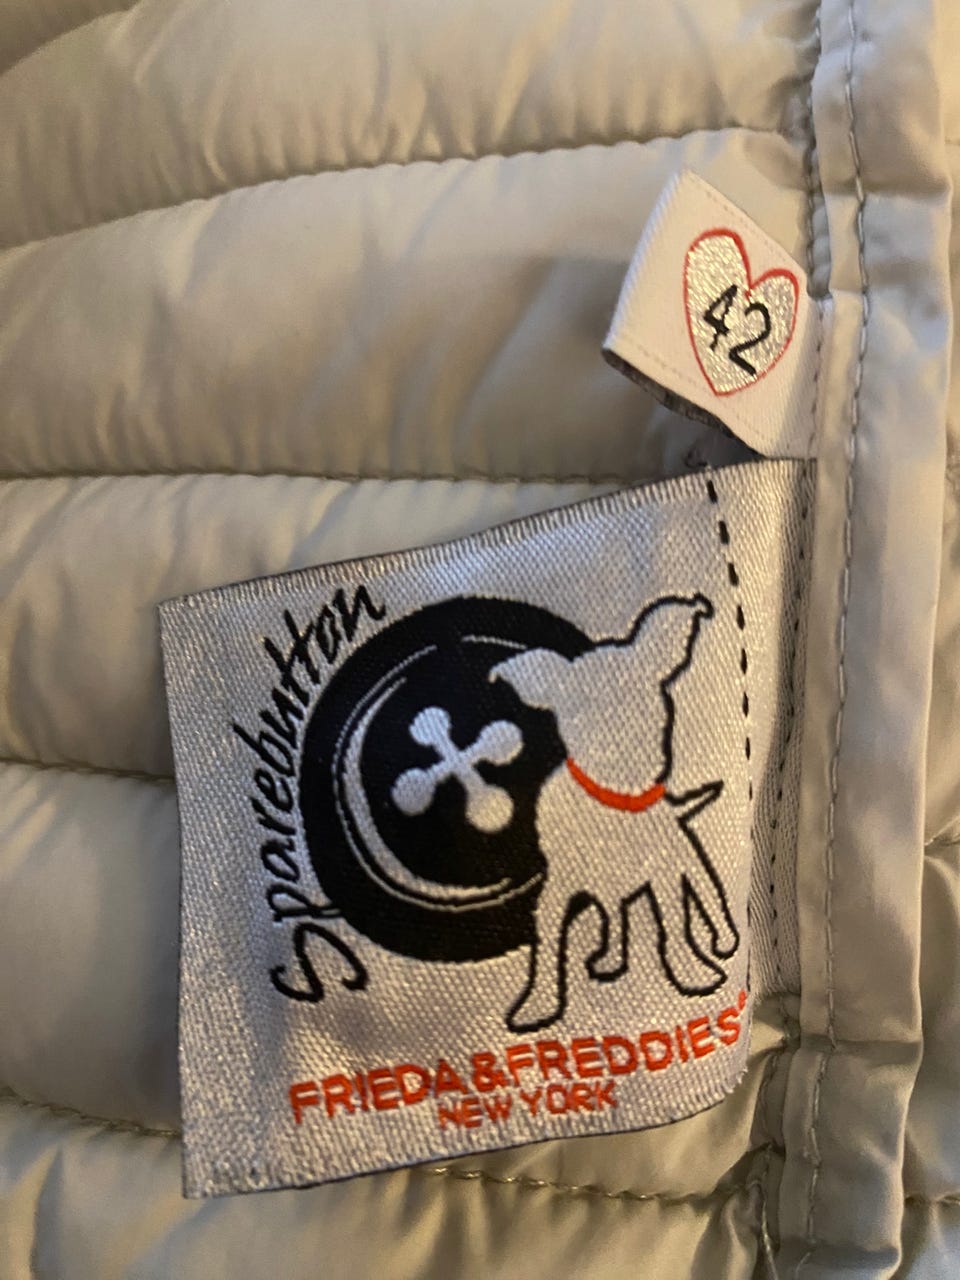 42
Sparebutton
FRIEDA&FREDDIES®
NEW YORK